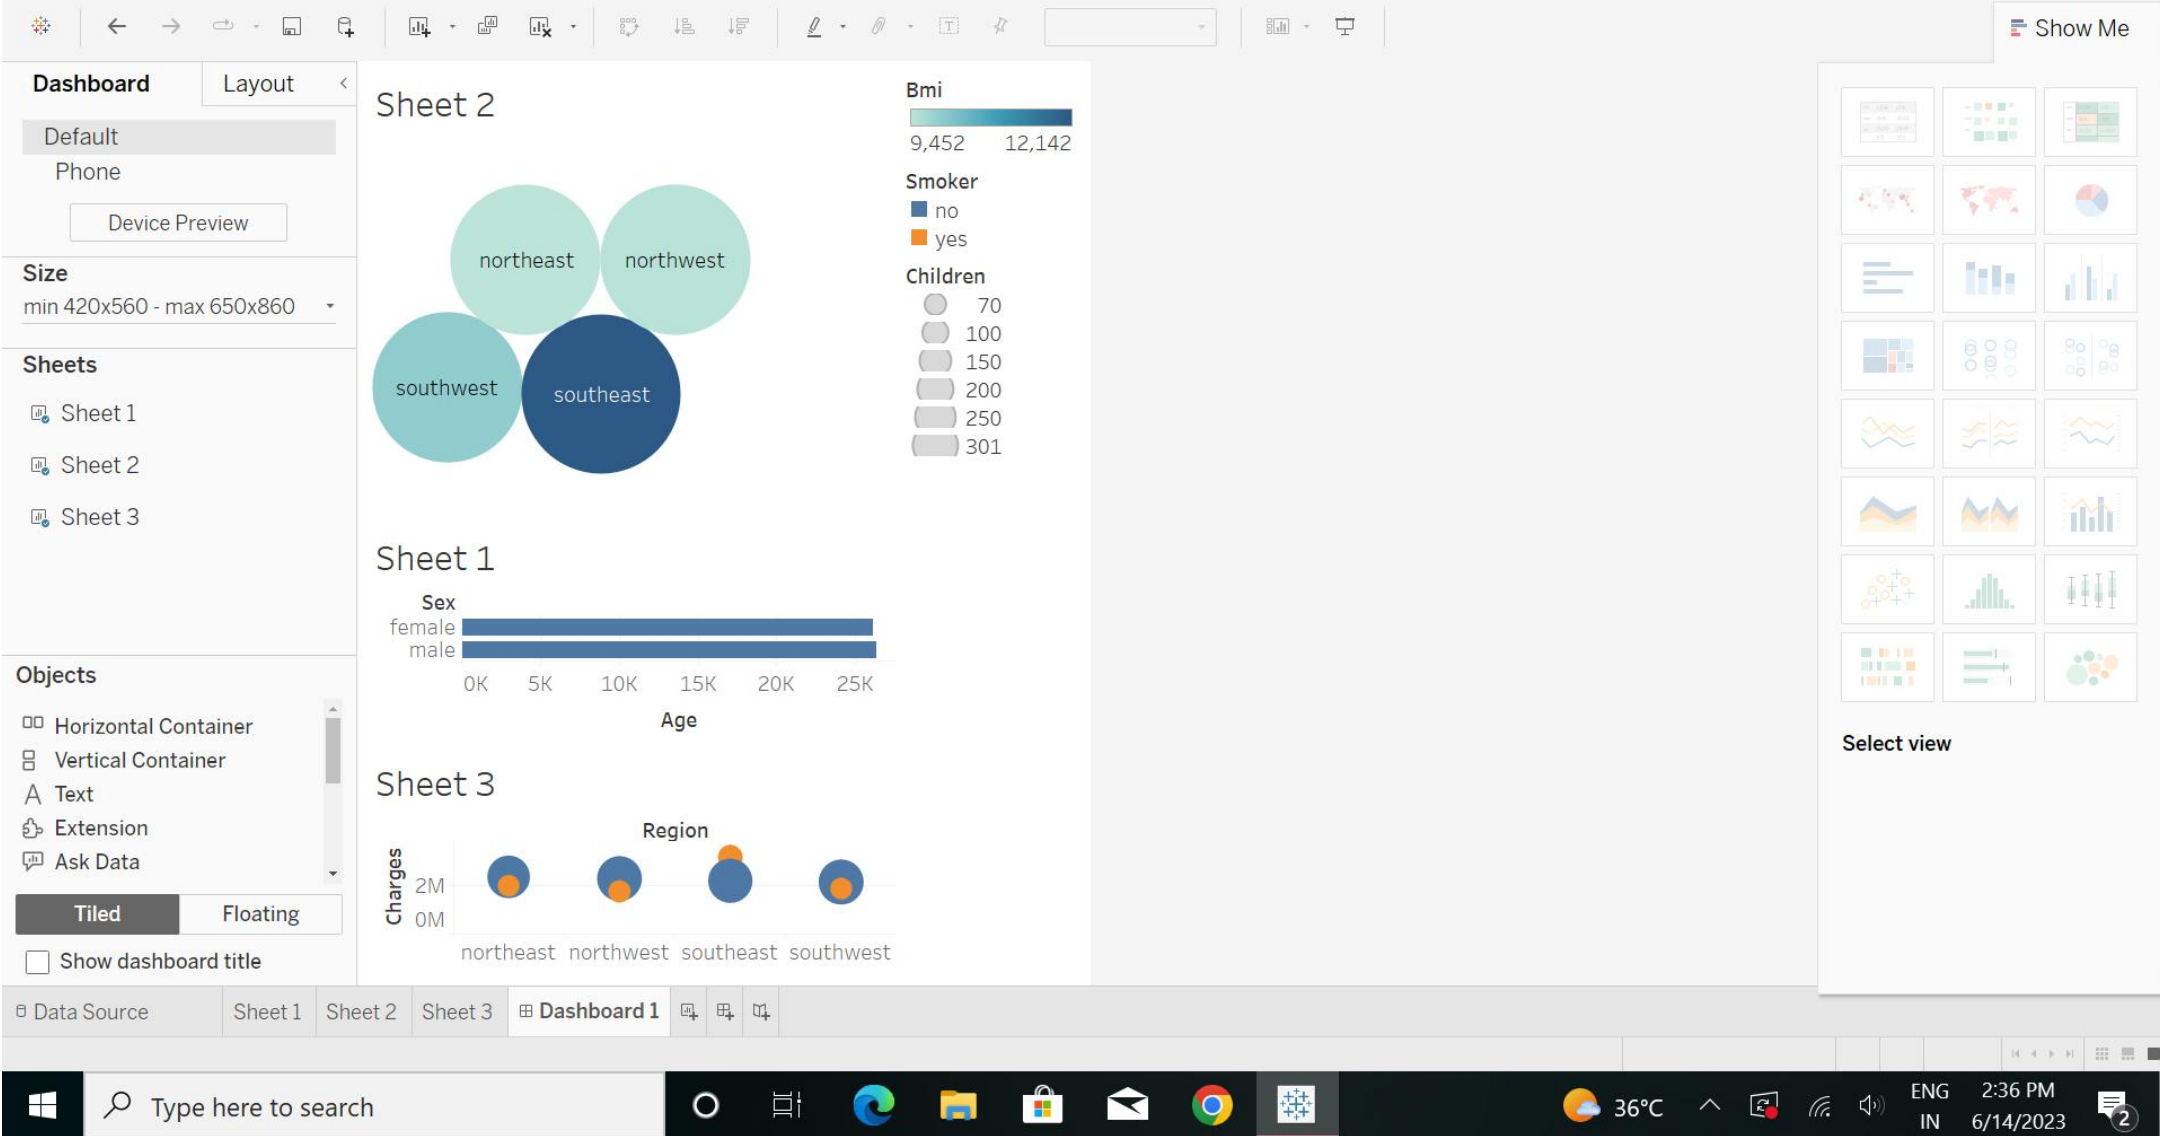 Show Me
Dashboard
Layout
Default
Phone
Device Preview
Size
min 420x560 - max 650x860
Sheets
Sheet 1
Sheet 2
Sheet 3
Objects
Horizontal Container
Vertical Container
Text
Extension
Ask Data
Tiled
Floating
Show dashboard title
Sheet 2
northeast
northwest
southwest
southeast
Bmi
9,452 12,142
Smoker
no
yes
Children
70
100
150
200
250
301
Sheet 1
Sex
female
male
0K 5K 10K 15K 20K 25K
Age
Sheet 3
Region
Charges
2M
0M
northeast northwest southeast southwest
Select view
Data Source
Sheet 1
Sheet 2
Sheet 3
Dashboard 1
Type here to search
36°C
ENG
IN
2:36 PM
6/14/2023
2